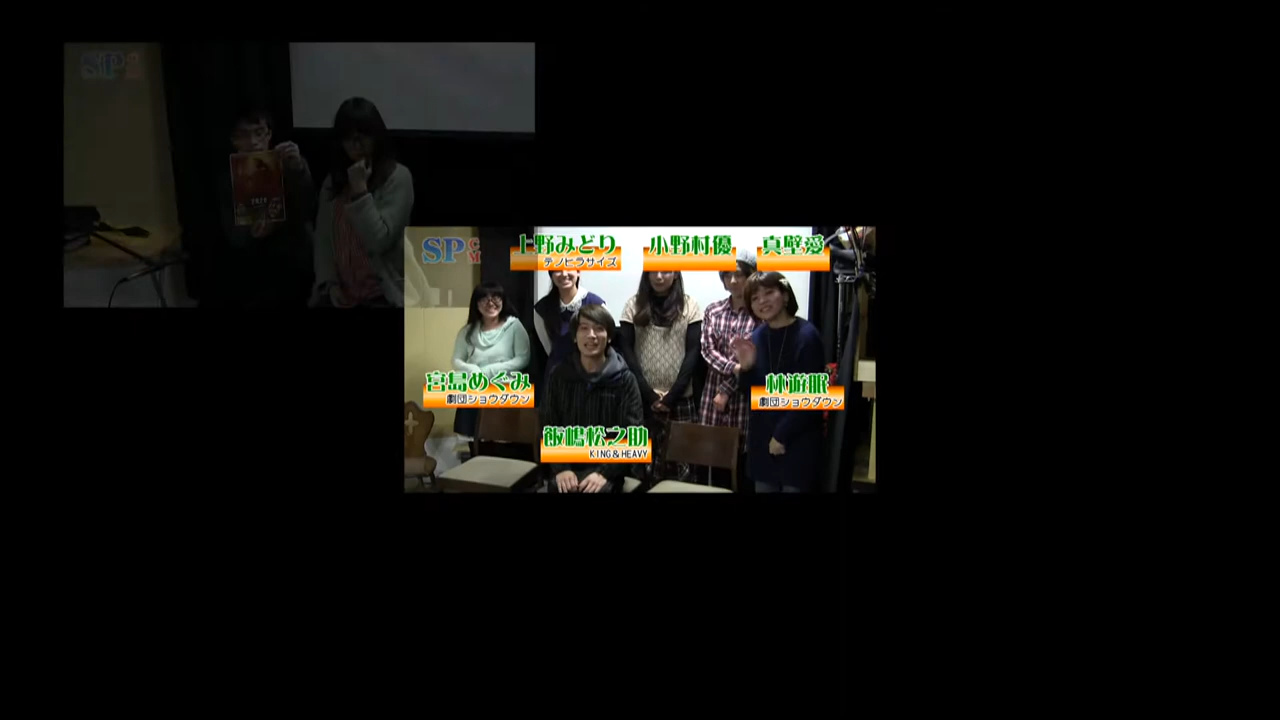 SP
SP C M
上野みどり
テノヒラサイズ
小野村優
真壁愛
宮島めぐみ
劇団ショウダウン
林遊眠
劇団ショウダウン
飯嶋松之助
KING&HEAVY